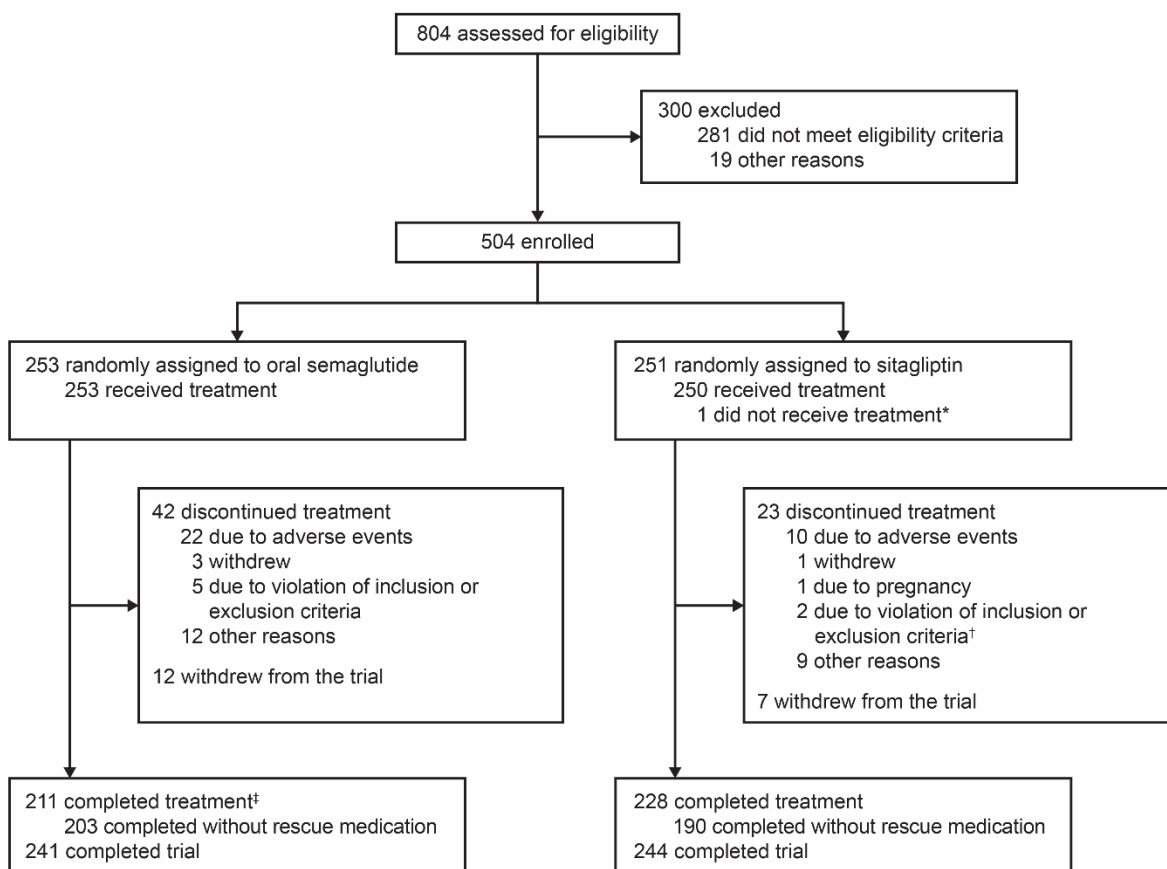 804 assessed for eligibility
300 excluded
281 did not meet eligibility criteria
19 other reasons
504 enrolled
253 randomly assigned to oral semaglutide
253 received treatment
251 randomly assigned to sitagliptin
250 received treatment
1 did not receive treatment*
42 discontinued treatment
22 due to adverse events
3 withdrew
5 due to violation of inclusion or
exclusion criteria
12 other reasons
12 withdrew from the trial
23 discontinued treatment
10 due to adverse events
1 withdrew
1 due to pregnancy
2 due to violation of inclusion or
exclusion criteria†
9 other reasons
7 withdrew from the trial
211 completed treatment‡
203 completed without rescue medication
241 completed trial
228 completed treatment
190 completed without rescue medication
244 completed trial